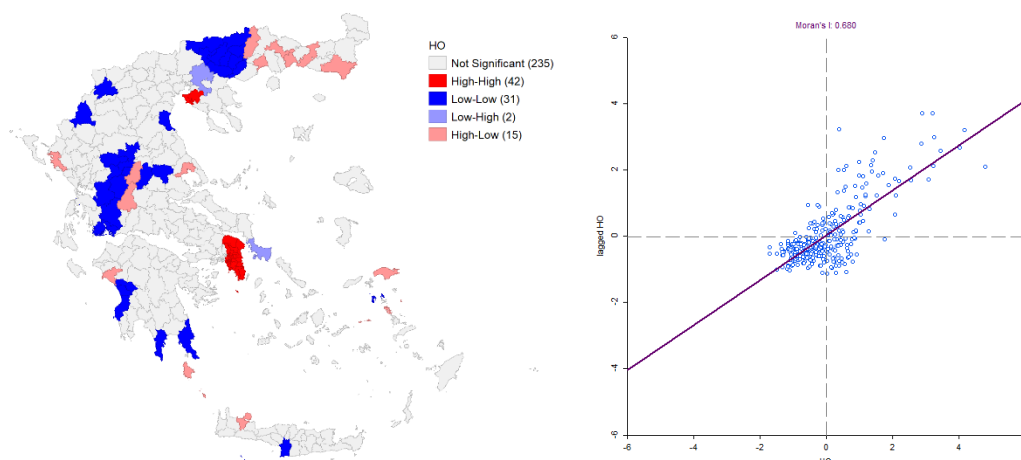 HO
Not Significant (235)
High-High (42)
Low-Low (31)
Low-High (2)
High-Low (15)
Moran's I: 0.680
6
4
2
0
-2
-4
-6
lagged HO
-6
-4
-2
0
2
4
HO